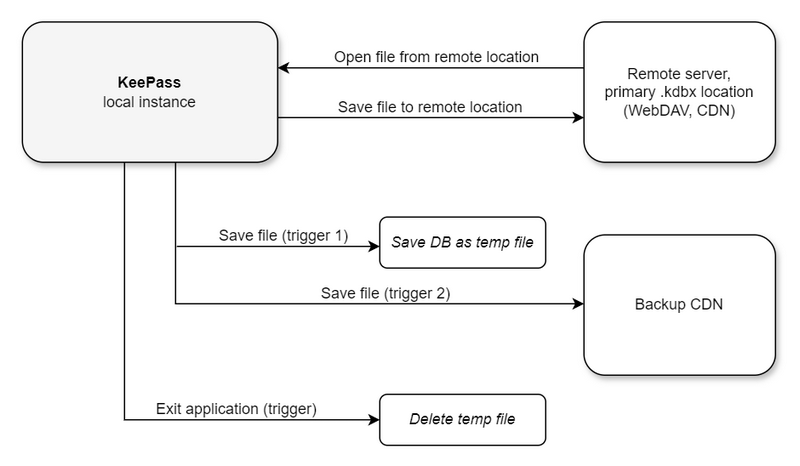 KeePass
local instance
Open file from remote location
Save file to remote location
Remote server,
primary .kdbx location
(WebDAV, CDN)
Save file (trigger 1)
Save DB as temp file
Save file (trigger 2)
Backup CDN
Exit application (trigger)
Delete temp file